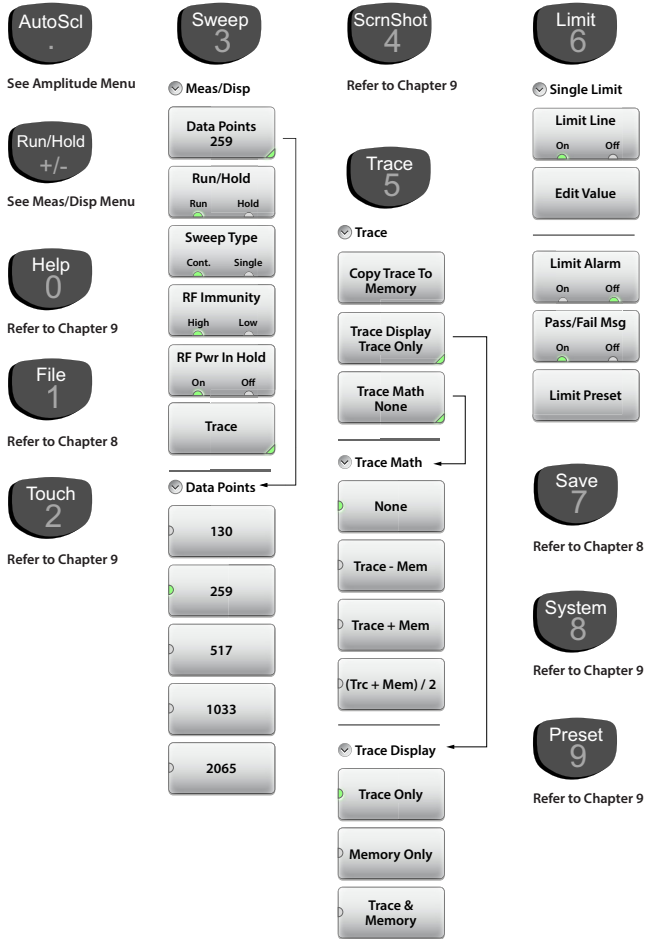 AutoScl
.
See Amplitude Menu
Run/Hold
+/-
See Meas/Disp Menu
Help
0
Refer to Chapter 9
File
1
Refer to Chapter 8
Touch
2
Refer to Chapter 9
Sweep
3
Meas/Disp
Data Points
259
Run/Hold
Run Hold
Sweep Type
Cont. Single
RF Immunity
High Low
RF Pwr In Hold
On Off
Trace
Data Points
130
259
517
1033
2065
ScrnShot
4
Refer to Chapter 9
Trace
5
Trace
Copy Trace To
Memory
Trace Display
Trace Only
Trace Math
None
Trace Math
None
Trace - Mem
Trace + Mem
(Trc + Mem) / 2
Trace Display
Trace Only
Memory Only
Trace &
Memory
Limit
6
Single Limit
Limit Line
On Off
Edit Value
Limit Alarm
On Off
Pass/Fail Msg
On Off
Limit Preset
Save
7
Refer to Chapter 8
System
8
Refer to Chapter 9
Preset
9
Refer to Chapter 9